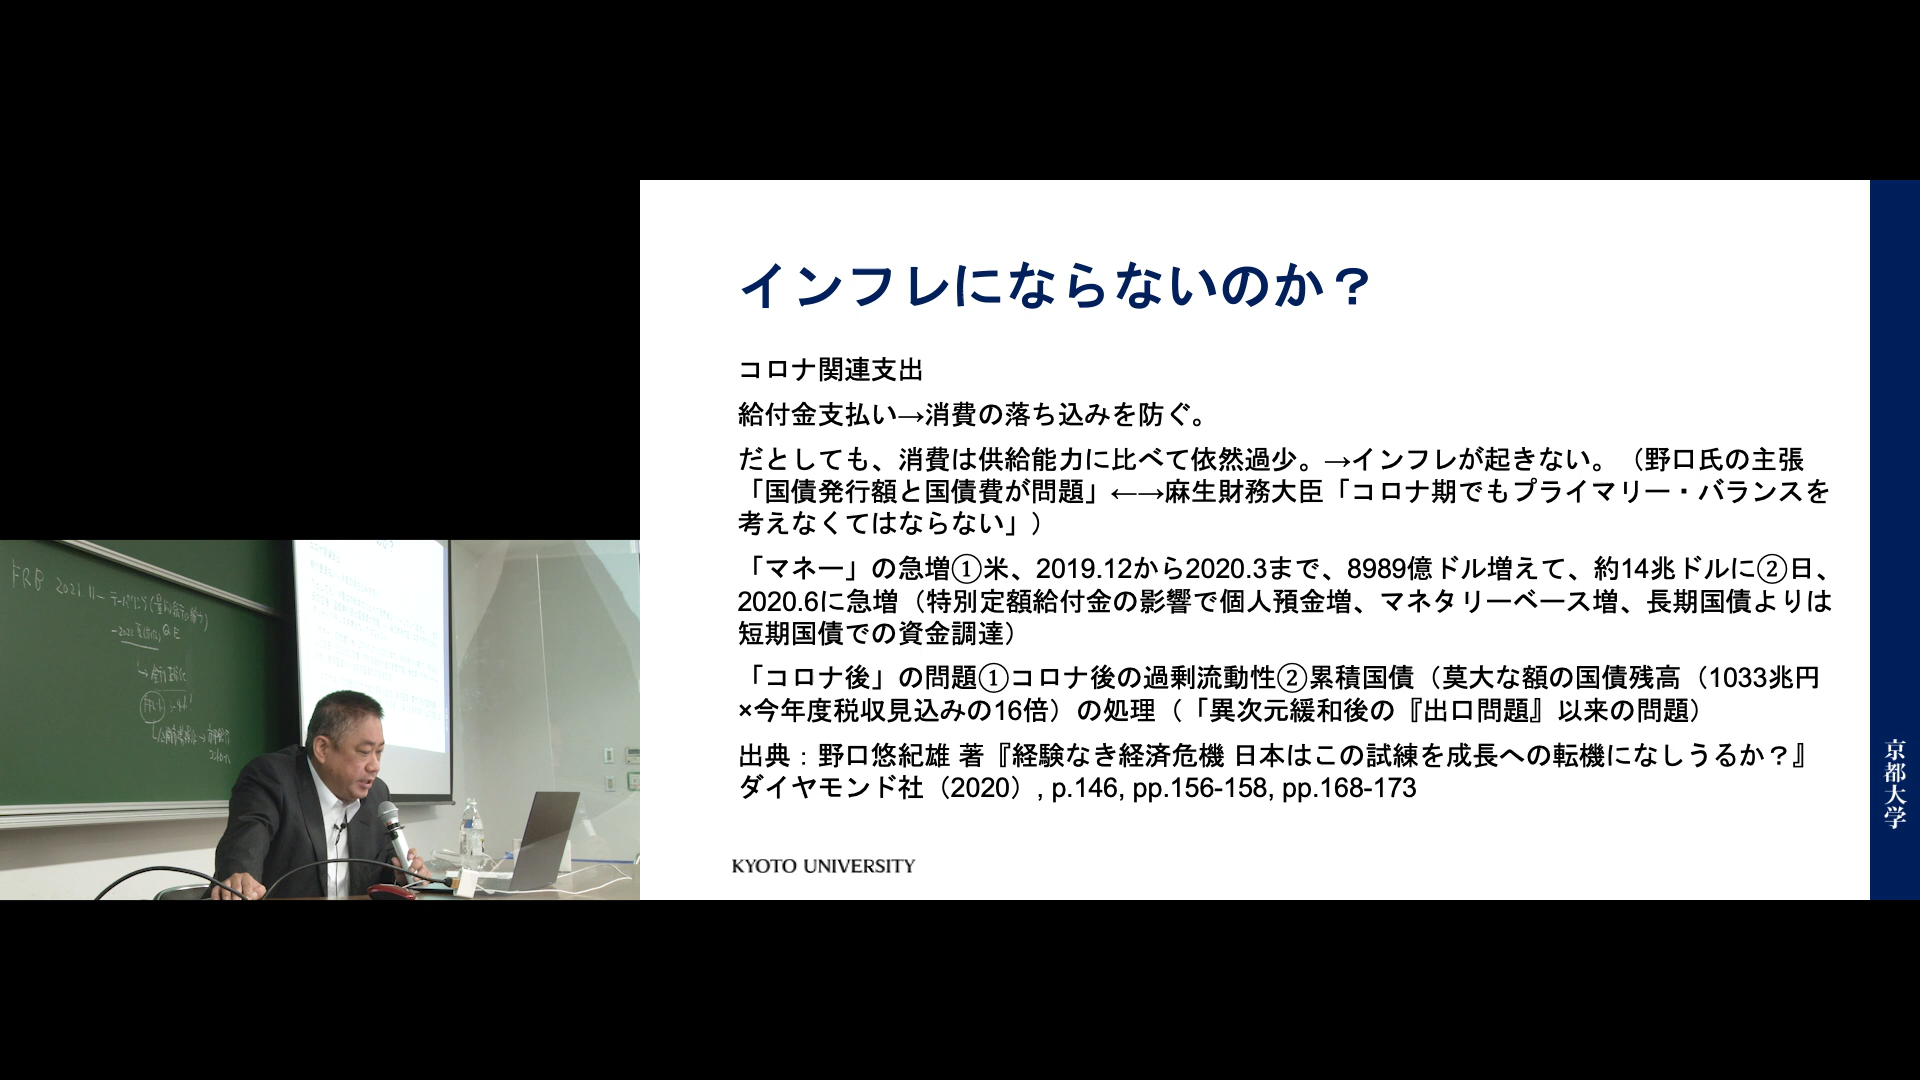 インフレにならないのか？
コロナ関連支出
給付金支払い→消費の落ち込みを防ぐ。
だとしても、消費は供給能力に比べて依然過少。→インフレが起きない。（野口氏の主張
「国債発行額と国債費が問題」←→麻生財務大臣「コロナ期でもプライマリー・バランスを
考えなくてはならない」）
「マネー」の急増①米、2019.12から2020.3まで、8989億ドル増えて、約14兆ドルに②日、
2020.6に急増（特別定額給付金の影響で個人預金増、マネタリーベース増、長期国債よりは
短期国債での資金調達）
「コロナ後」の問題①コロナ後の過剰流動性②累積国債（莫大な額の国債残高（1033兆円
×今年度税収見込みの16倍）の処理（「異次元緩和後の『出口問題』以来の問題）
出典：野口悠紀雄 著『経験なき経済危機 日本はこの試練を成長への転機になしうるか？』
ダイヤモンド社（2020）, p.146, pp.156-158, pp.168-173
KYOTO UNIVERSITY
京都大学
FRB 2021 11～ テーパリング(
QE